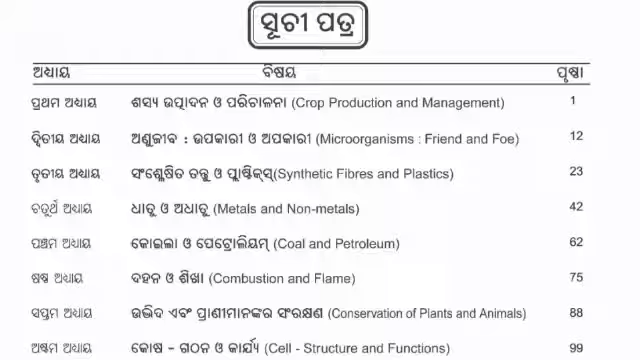 ସୂଚୀ ପତ୍ର
ଅଧ୍ୟାୟ ବିଷୟ ପୃଷ୍ଠା
ପ୍ରଥମ ଅଧ୍ୟାୟ ଶସ୍ୟ ଉତ୍ପାଦନ ଓ ପରିଚାଳନା (Crop Production and Management) 1
ଦ୍ୱିତୀୟ ଅଧ୍ୟାୟ ଅଣୁଜୀବ : ଉପକାରୀ ଓ ଅପକାରୀ (Microorganisms : Friend and Foe) 12
ତୃତୀୟ ଅଧ୍ୟାୟ ସଂଶ୍ଳେଷିତ ତନ୍ତୁ ଓ ପ୍ଲାଷ୍ଟିକ୍ସ୍(Synthetic Fibres and Plastics) 23
ଚତୁର୍ଥ ଅଧ୍ୟାୟ ଧାତୁ ଓ ଅଧାତୁ (Metals and Non-metals) 42
ପଞ୍ଚମ ଅଧ୍ୟାୟ କୋଇଲା ଓ ପେଟ୍ରୋଲିୟମ୍ (Coal and Petroleum) 62
ଷଷ୍ଠ ଅଧ୍ୟାୟ ଦହନ ଓ ଶିଖା (Combustion and Flame) 75
ସପ୍ତମ ଅଧ୍ୟାୟ ଉଦ୍ଭିଦ ଏବଂ ପ୍ରାଣୀମାନଙ୍କର ସଂରକ୍ଷଣ (Conservation of Plants and Animals) 88
ଅଷ୍ଟମ ଅଧ୍ୟାୟ କୋଷ - ଗଠନ ଓ କାର୍ଯ୍ୟ (Cell - Structure and Functions) 99